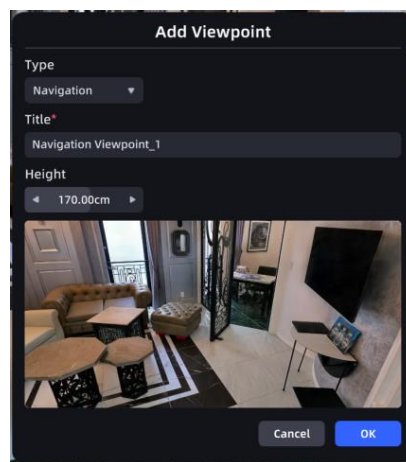 Add Viewpoint
Type
Navigation
Title*
Navigation Viewpoint_1
Height
170.00cm
Cancel
OK